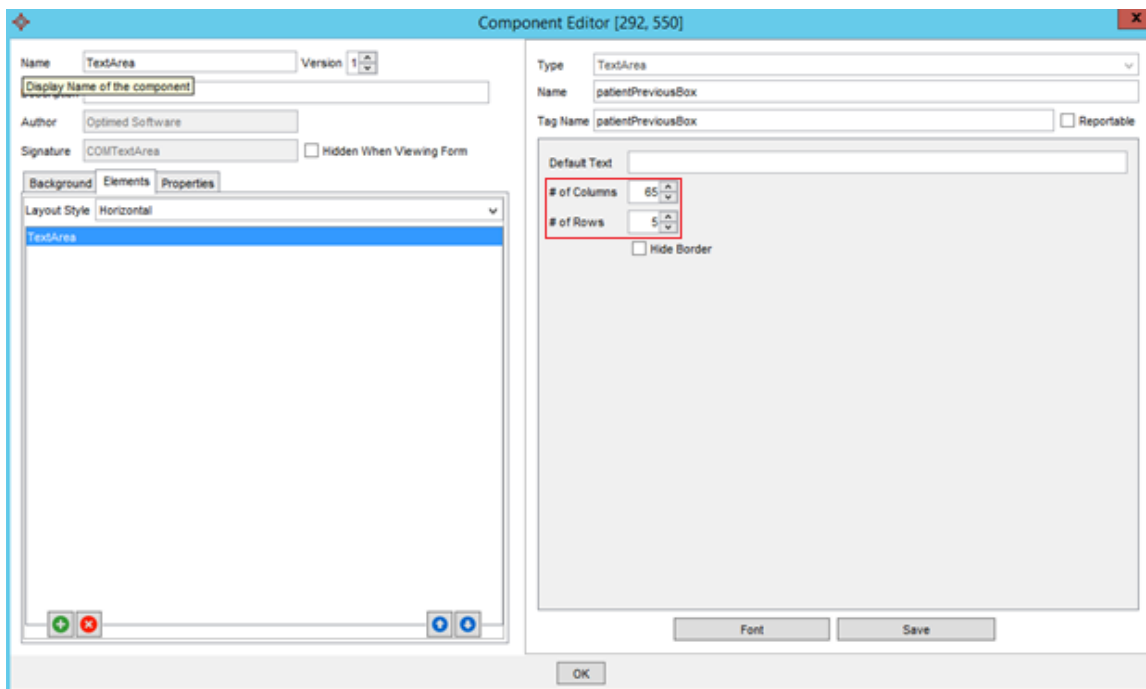 Component Editor [292, 550]
x
Name TextArea Version 1
Display Name of the component
Author Optimed Software
Signature COMTextArea Hidden When Viewing Form
Background Elements Properties
Layout Style Horizontal
TextArea
Type TextArea
Name patientPreviousBox
Tag Name patientPreviousBox Reportable
Default Text
# of Columns 65
# of Rows 5
Hide Border
Font Save
OK